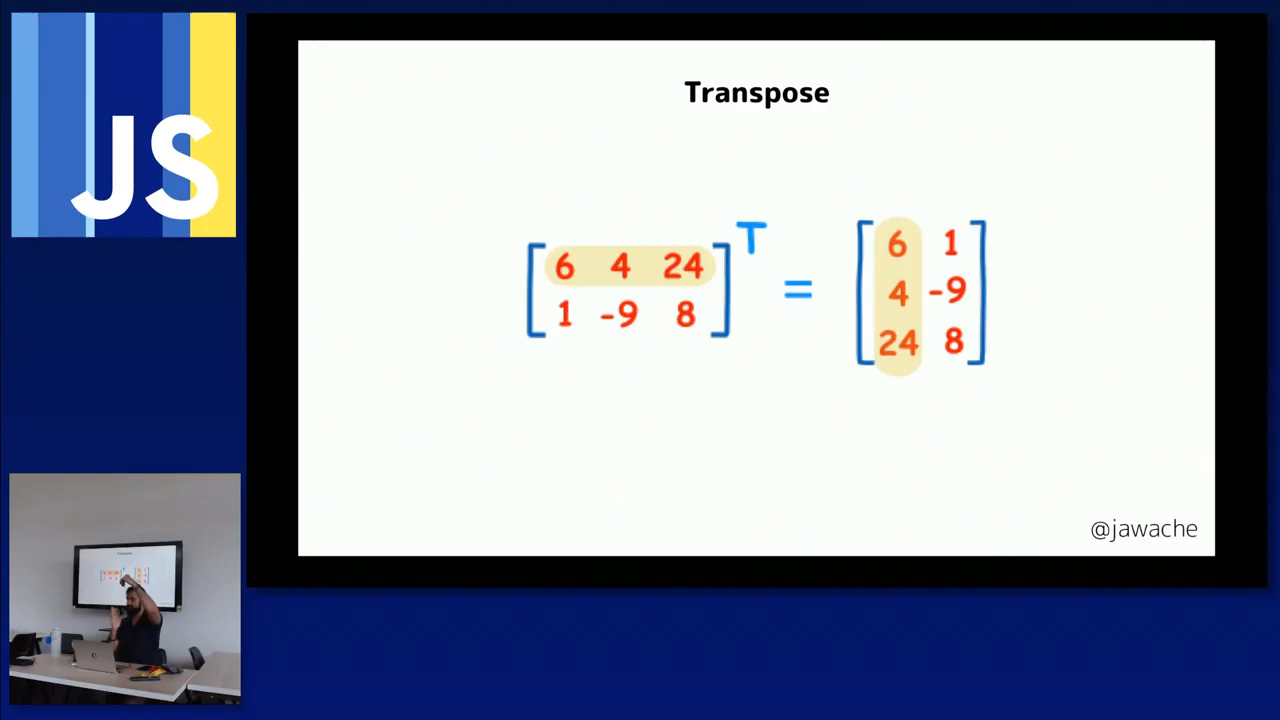 JS
Transpose
[6 4 24
1 -9 8]
T
=
[6 1
4 -9
24 8]
@jawache